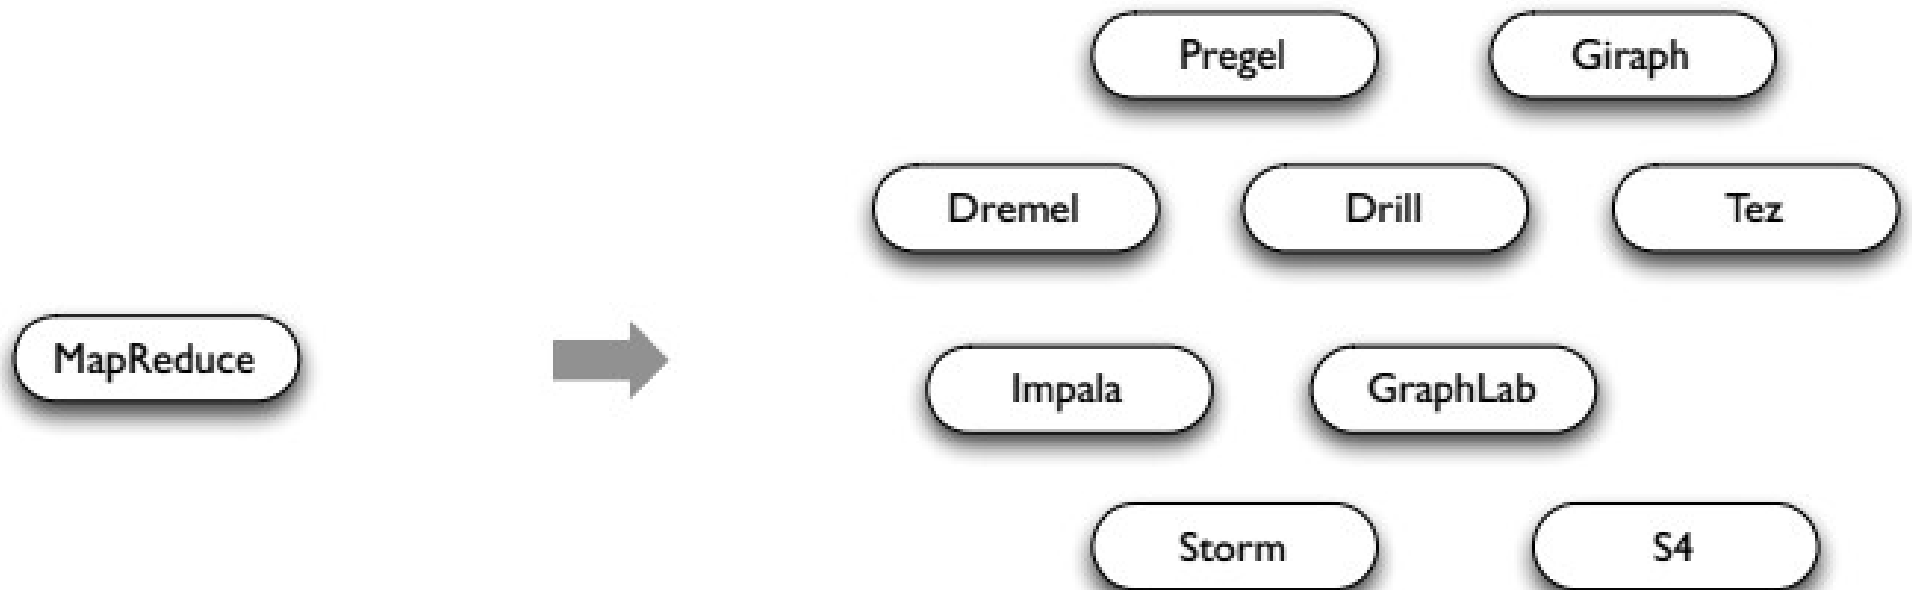 Pregel
Giraph
Dremel
Drill
Tez
MapReduce
Impala
GraphLab
Storm
S4